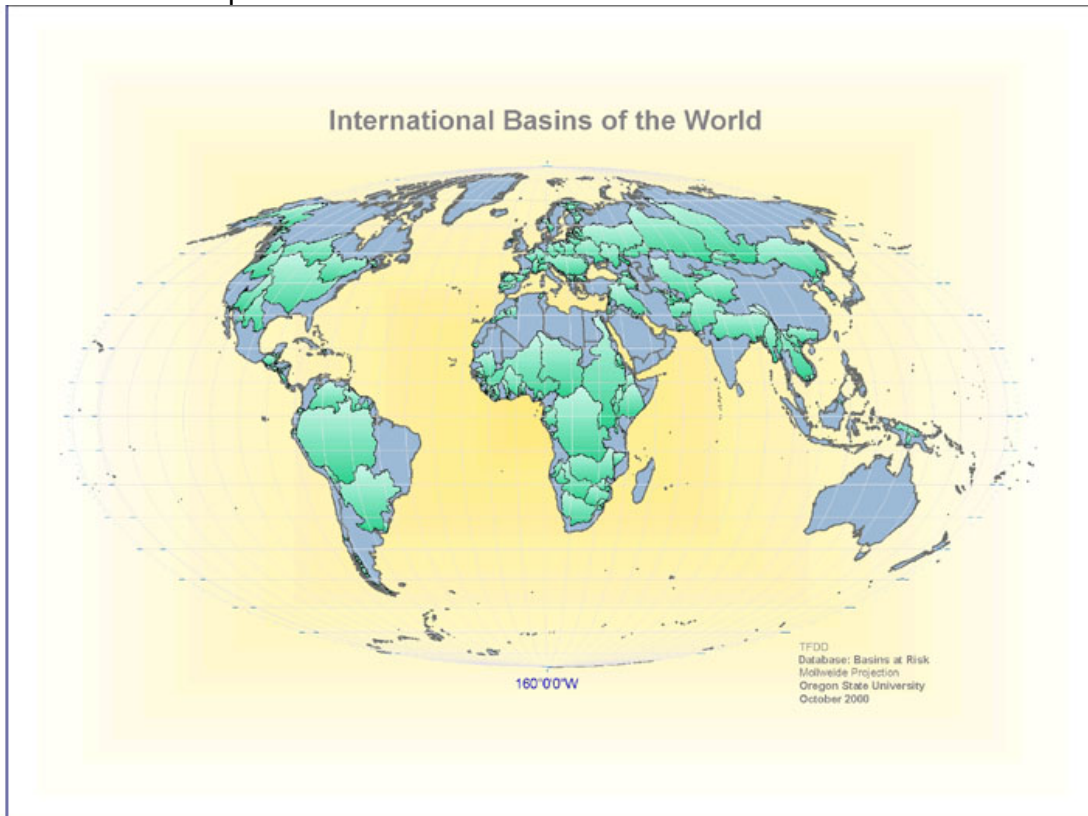 International Basins of the World
160°0'0"W
TFDD
Database: Basins at Risk
Mollweide Projection
Oregon State University
October 2000